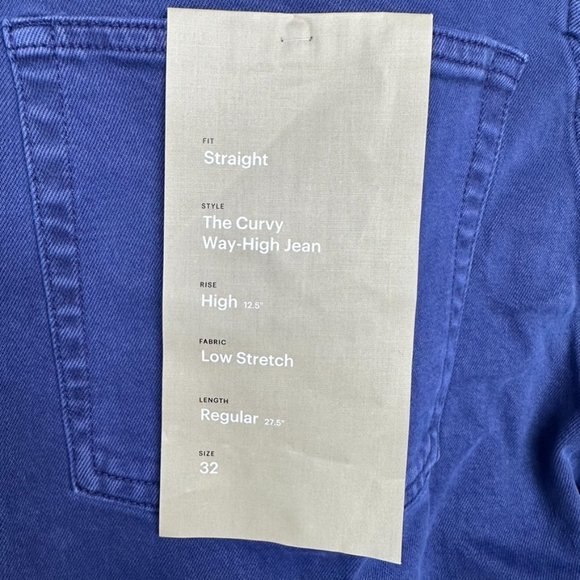 FIT
Straight
STYLE
The Curvy
Way-High Jean
RISE
High 12.5"
FABRIC
Low Stretch
LENGTH
Regular 27.5"
SIZE
32